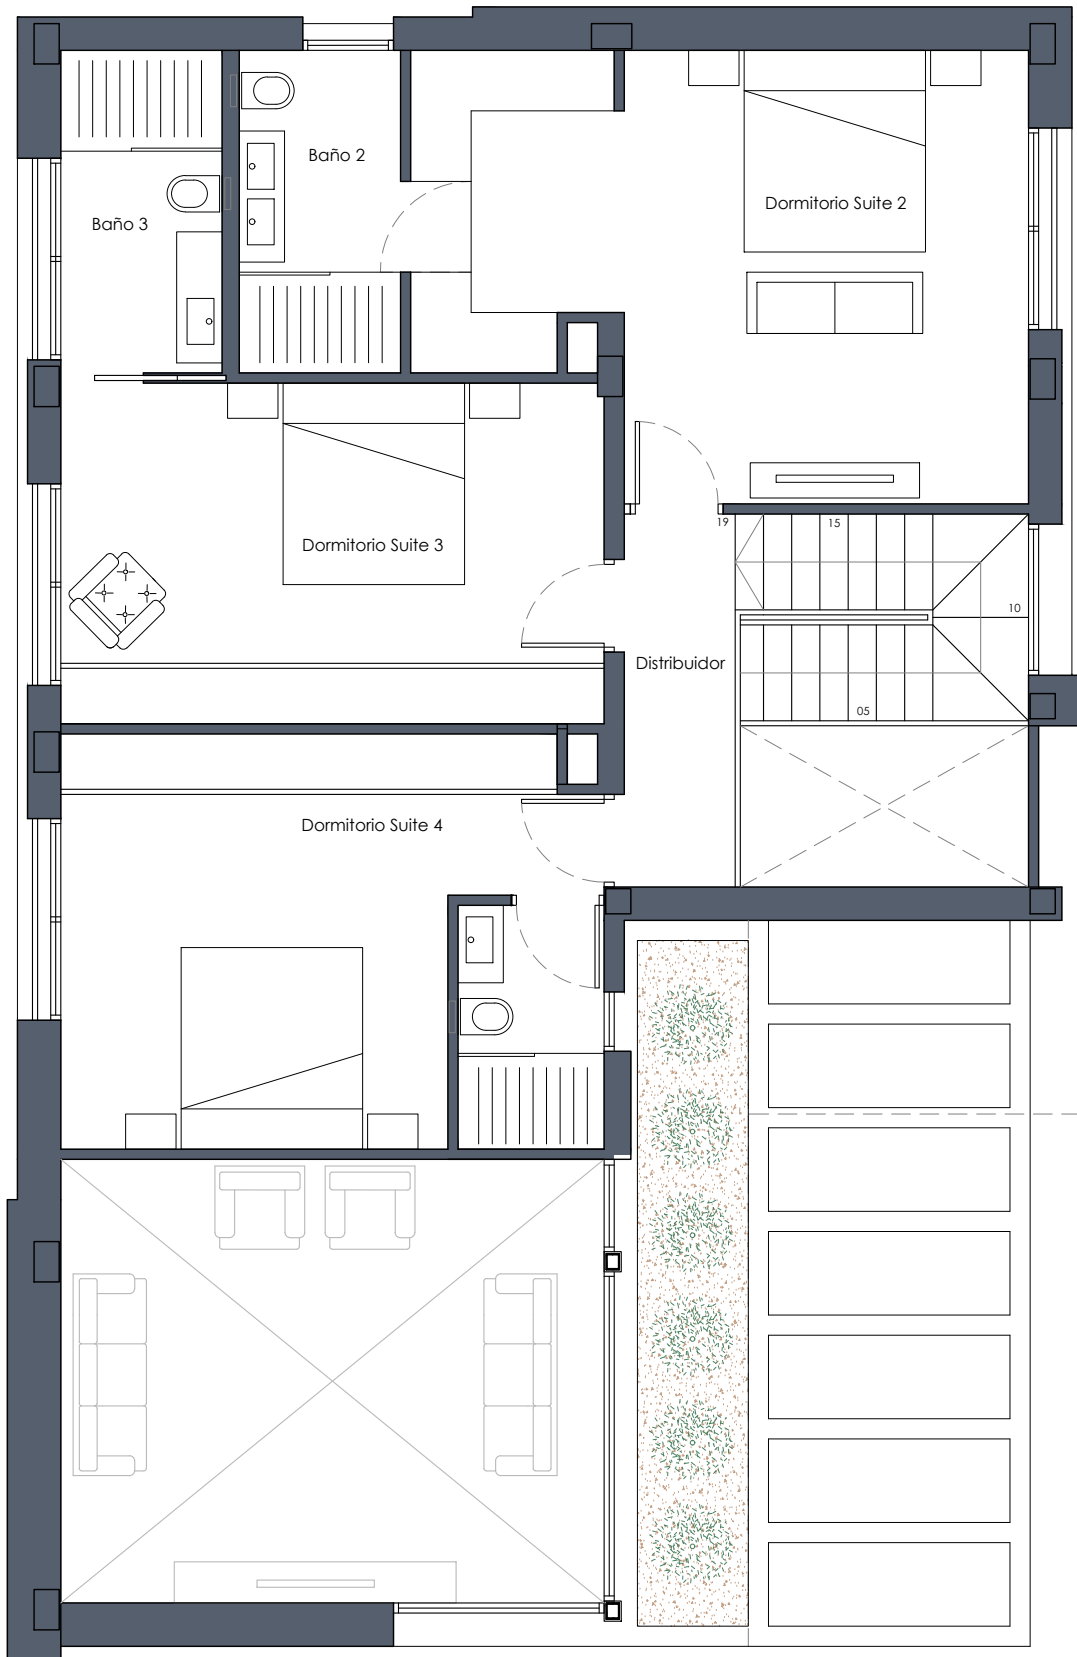 Baño 2
Dormitorio Suite 2
Baño 3
19
15
Dormitorio Suite 3
10
Distribuidor
05
Dormitorio Suite 4